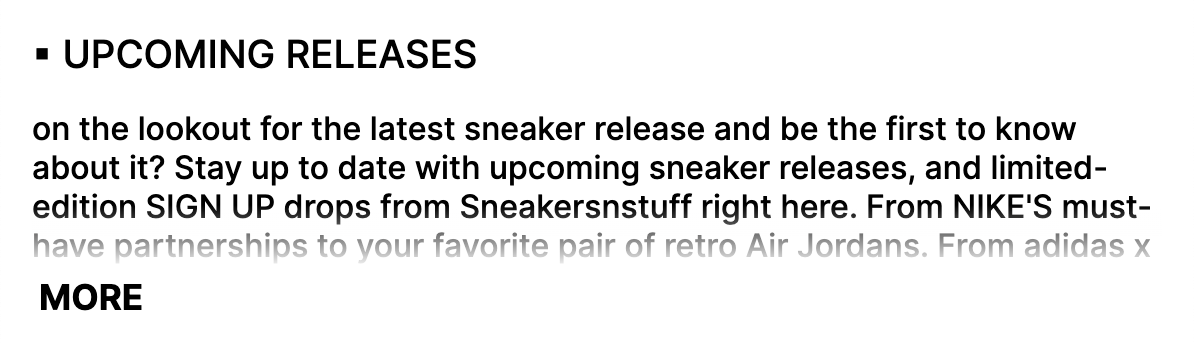 ▪ UPCOMING RELEASES
on the lookout for the latest sneaker release and be the first to know
about it? Stay up to date with upcoming sneaker releases, and limited-
edition SIGN UP drops from Sneakersnstuff right here. From NIKE'S must-
have partnerships to your favorite pair of retro Air Jordans. From adidas x
MORE